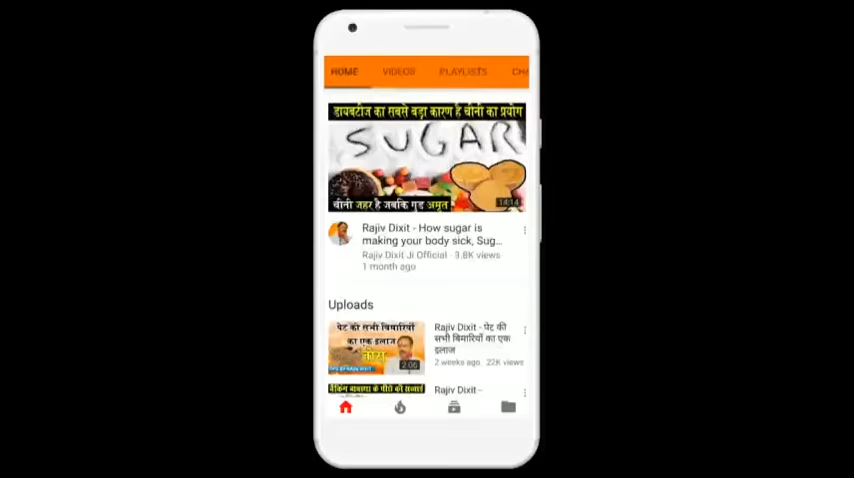 HOME VIDEOS PLAYLISTS CHA
डायबटीज का सबसे बड़ा कारण है चीनी का प्रयोग
SUGAR
चीनी जहर है जबकि गुड़ अमृत
14:14
Rajiv Dixit - How sugar is
making your body sick, Sug...
Rajiv Dixit Ji Official · 3.8K views
1 month ago
Uploads
पेट की सभी बिमारियों
का एक इलाज
जीरा
2:06
Rajiv Dixit - पेट की
सभी बिमारियों का एक
इलाज
2 weeks ago 22K views
Rajiv Dixit -